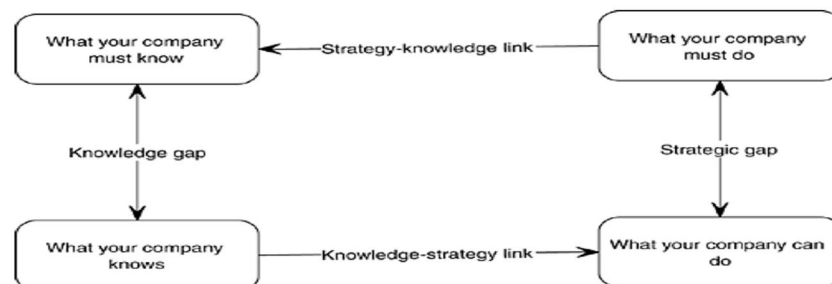 What your company
must know
Strategy-knowledge link
What your company
must do
Knowledge gap
Strategic gap
What your company
knows
Knowledge-strategy link
What your company can
do